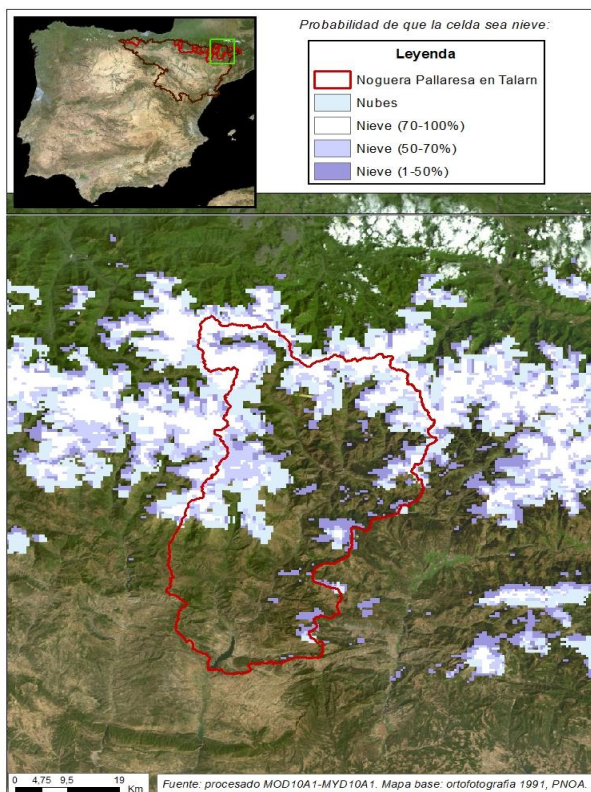 Probabilidad de que la celda sea nieve:
Leyenda
Noguera Pallaresa en Talarn
Nubes
Nieve (70-100%)
Nieve (50-70%)
Nieve (1-50%)
0 4,75 9,5 19
Km
Fuente: procesado MOD10A1-MYD10A1. Mapa base: ortofotografía 1991, PNOA.